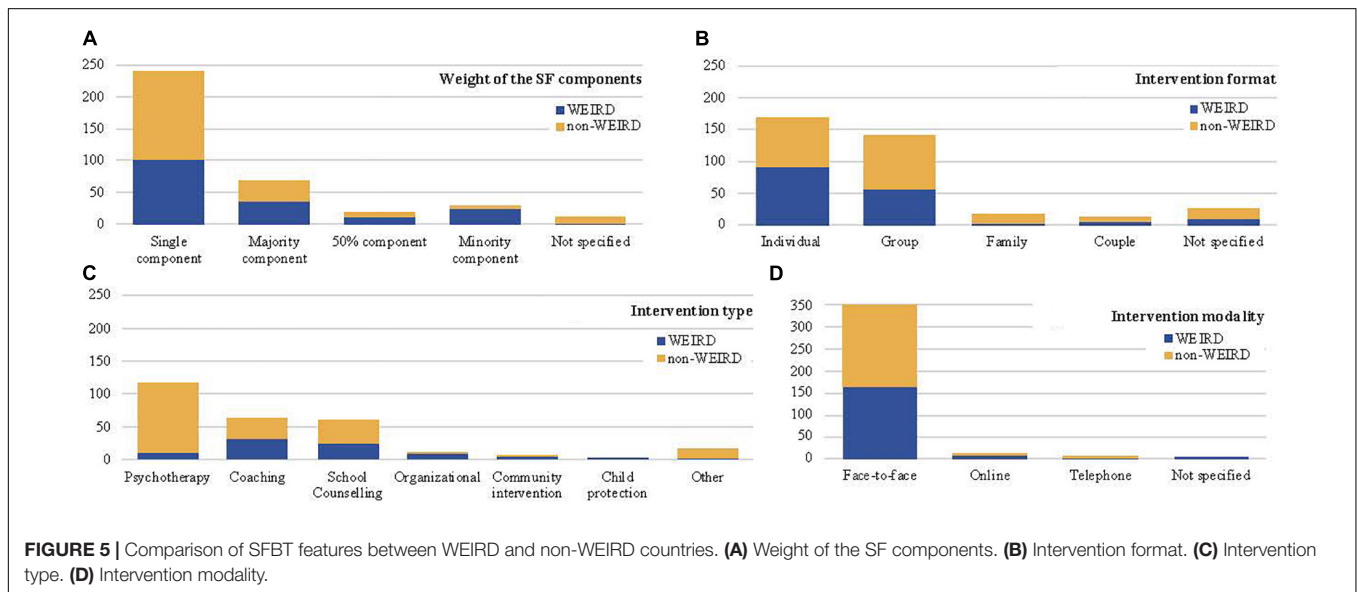 A
Weight of the SF components
WEIRD
non-WEIRD
250
200
150
100
50
0
Single component
Majority component
50% component
Minority component
Not specified
B
Intervention format
WEIRD
non-WEIRD
250
200
150
100
50
0
Individual
Group
Family
Couple
Not specified
C
Intervention type
WEIRD
non-WEIRD
250
200
150
100
50
0
Psychotherapy
Coaching
School Counselling
Organizational
Community intervention
Child protection
Other
D
Intervention modality
WEIRD
non-WEIRD
350
300
250
200
150
100
50
0
Face-to-face
Online
Telephone
Not specified
FIGURE 5 | Comparison of SFBT features between WEIRD and non-WEIRD countries. (A) Weight of the SF components. (B) Intervention format. (C) Intervention
type. (D) Intervention modality.